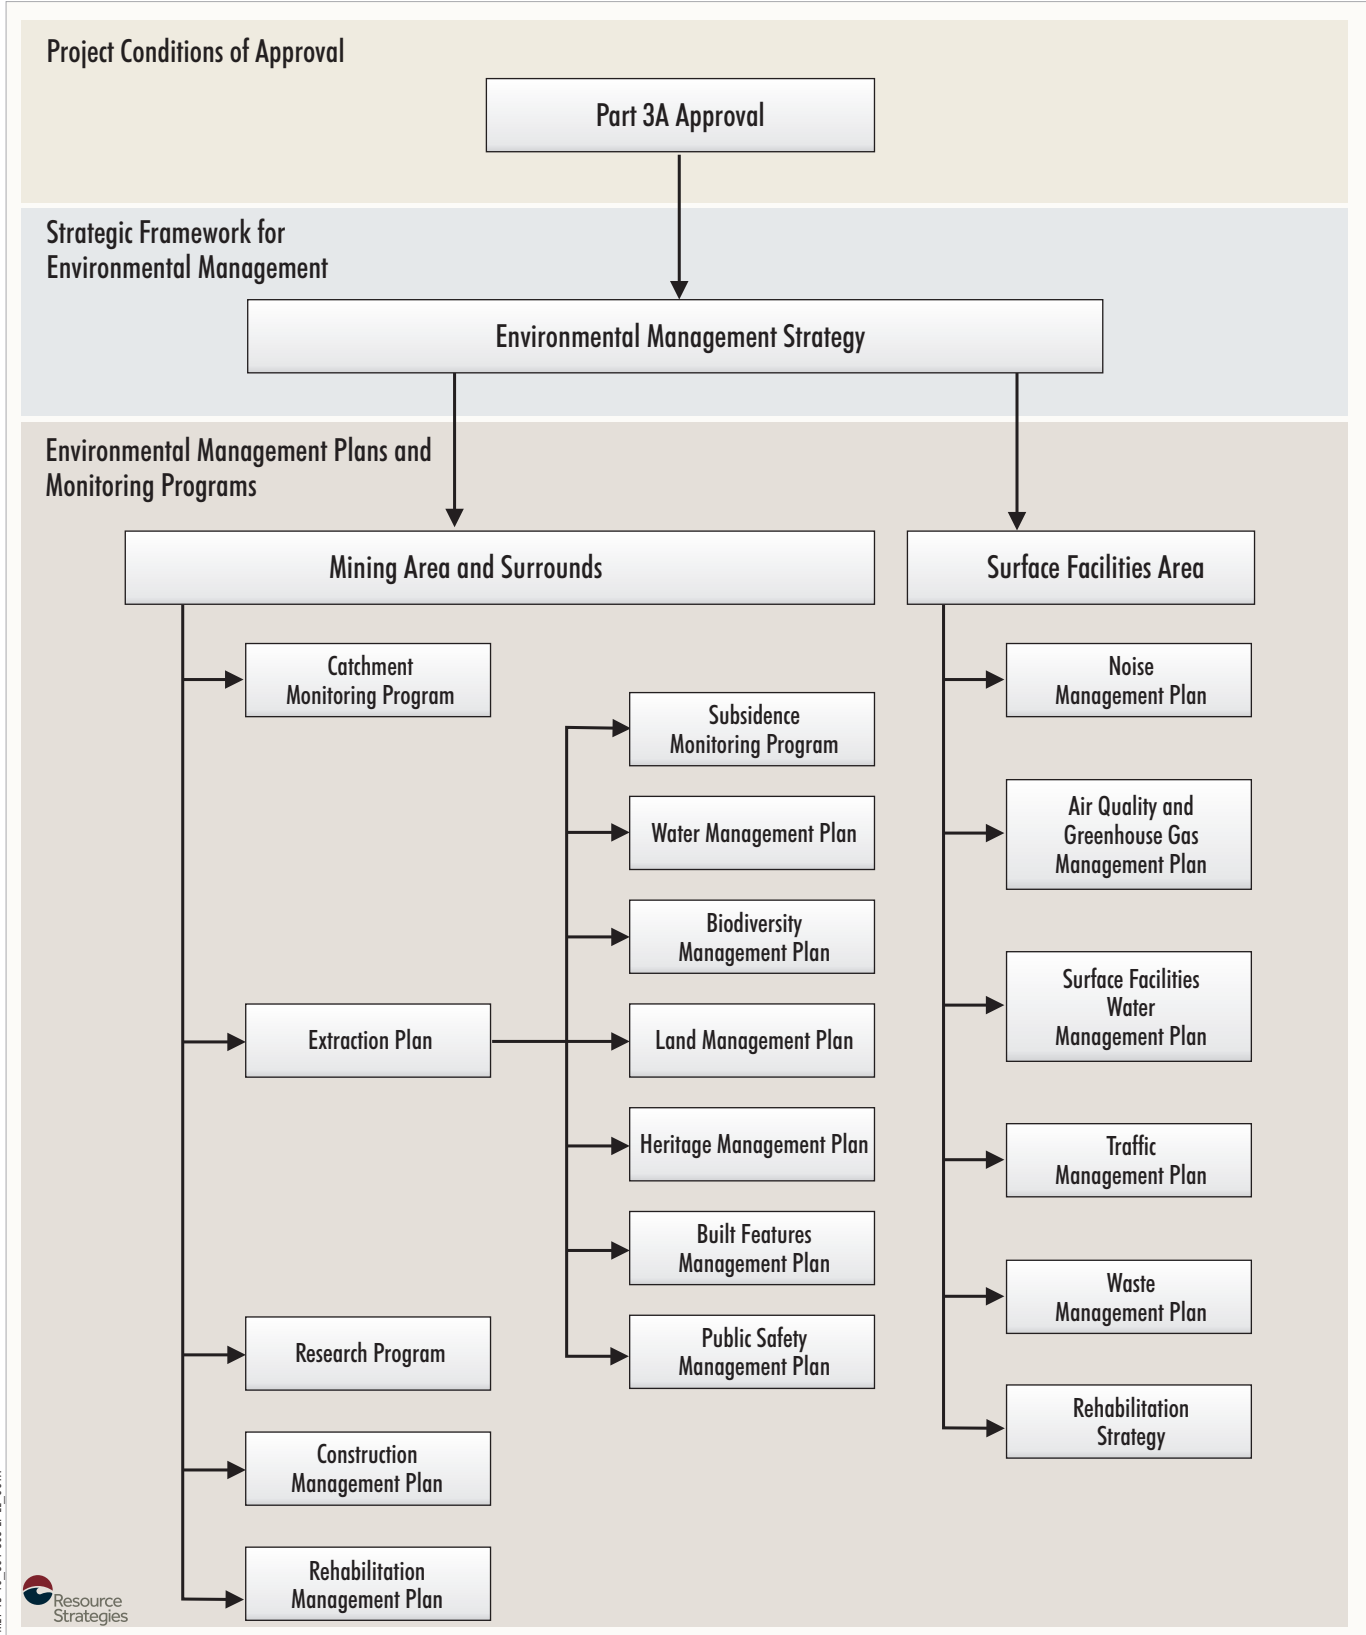 Project Conditions of Approval
Part 3A Approval
Strategic Framework for
Environmental Management
Environmental Management Strategy
Environmental Management Plans and
Monitoring Programs
Mining Area and Surrounds
Catchment
Monitoring Program
Extraction Plan
Research Program
Construction
Management Plan
Rehabilitation
Management Plan
Subsidence
Monitoring Program
Water Management Plan
Biodiversity
Management Plan
Land Management Plan
Heritage Management Plan
Built Features
Management Plan
Public Safety
Management Plan
Surface Facilities Area
Noise
Management Plan
Air Quality and
Greenhouse Gas
Management Plan
Surface Facilities
Water
Management Plan
Traffic
Management Plan
Waste
Management Plan
Rehabilitation
Strategy
Resource
Strategies